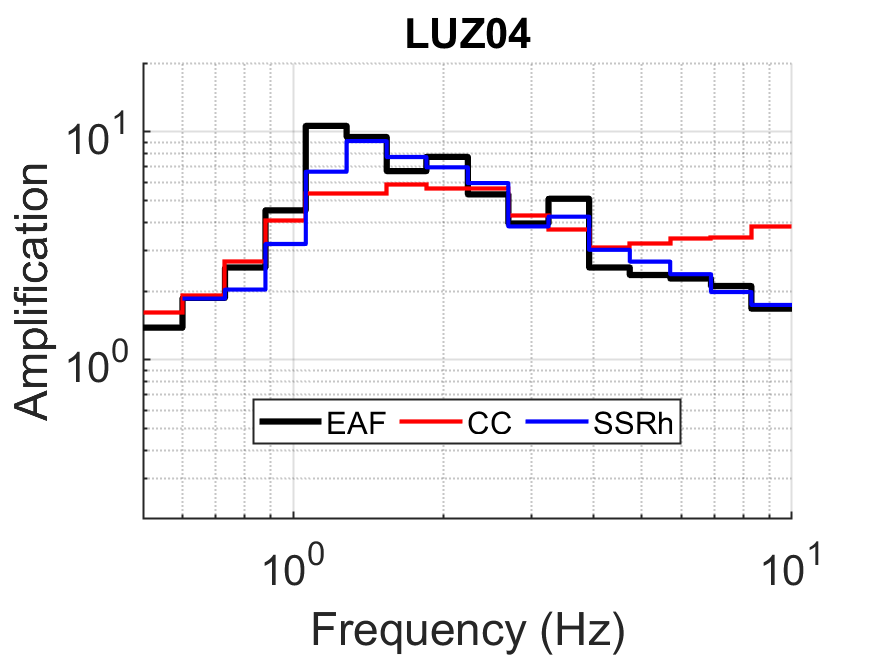 LUZ04
Amplification
10^1
10^0
EAF CC SSRh
10^0 10^1
Frequency (Hz)